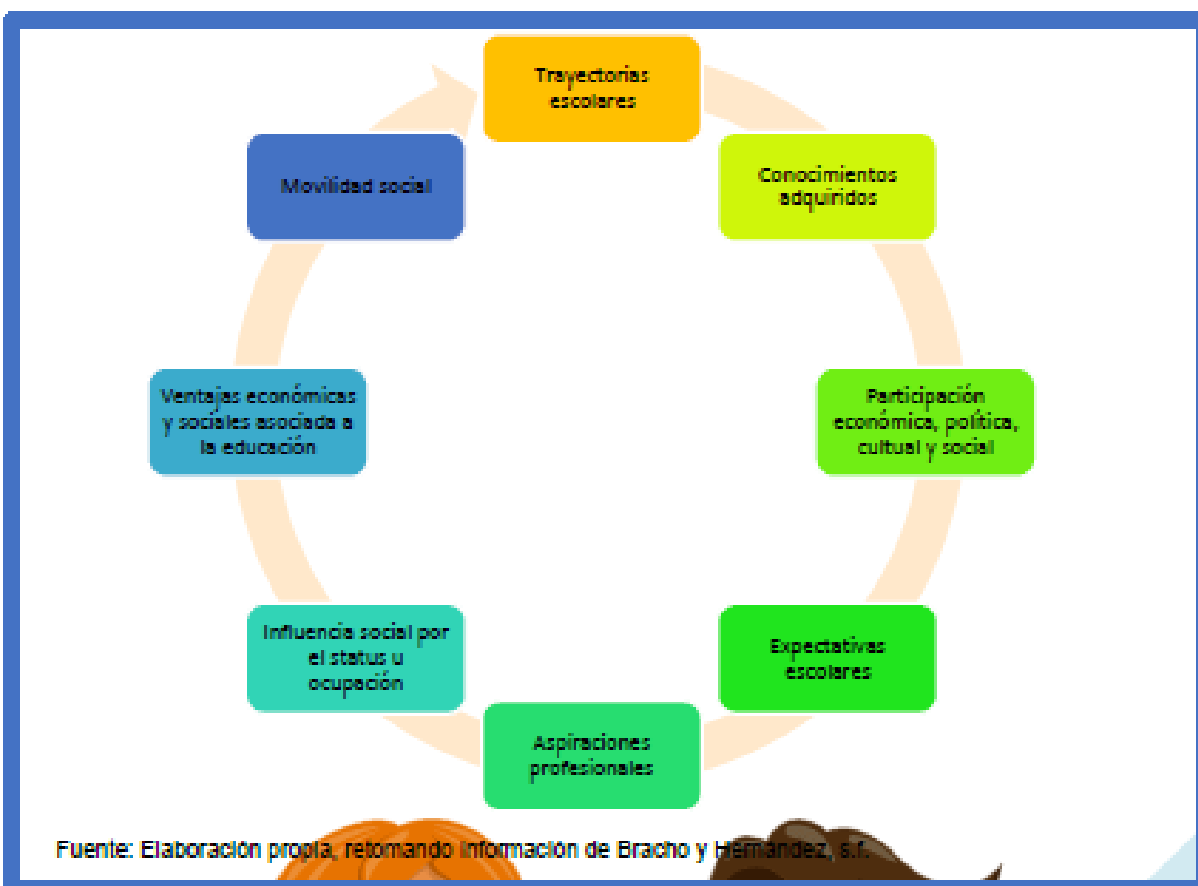 Trayectorias
escolares
Conocimientos
adquiridos
Participación
económica, política,
cultual y social
Expectativas
escolares
Aspiraciones
profesionales
Influencia social por
el status u
ocupación
Ventajas económicas
y sociales asociada a
la educación
Movilidad social
Fuente: Elaboración propia, retomando información de Bracho y Hernández, s.f.